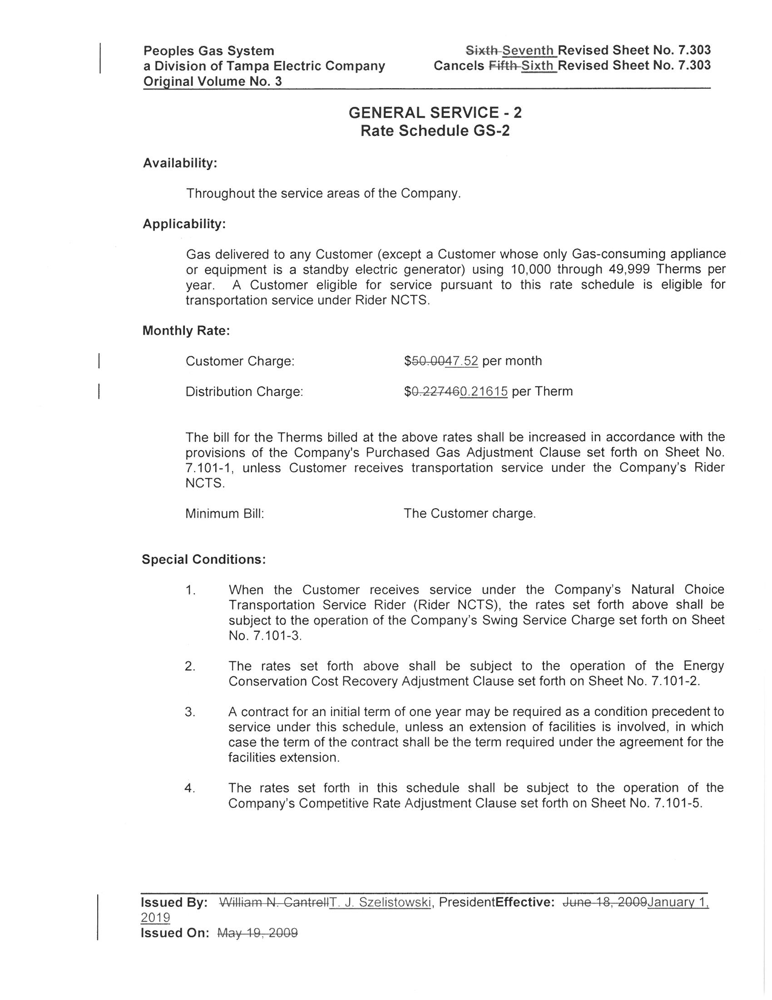 Peoples Gas System
a Division of Tampa Electric Company
Original Volume No. 3
Sixth Seventh Revised Sheet No. 7.303
Cancels Fifth Sixth Revised Sheet No. 7.303
GENERAL SERVICE - 2
Rate Schedule GS-2
Availability:
Throughout the service areas of the Company.
Applicability:
Gas delivered to any Customer (except a Customer whose only Gas-consuming appliance
or equipment is a standby electric generator) using 10,000 through 49,999 Therms per
year. A Customer eligible for service pursuant to this rate schedule is eligible for
transportation service under Rider NCTS.
Monthly Rate:
Customer Charge: $50.0047.52 per month
Distribution Charge: $0.227460.21615 per Therm
The bill for the Therms billed at the above rates shall be increased in accordance with the
provisions of the Company's Purchased Gas Adjustment Clause set forth on Sheet No.
7.101-1, unless Customer receives transportation service under the Company's Rider
NCTS.
Minimum Bill: The Customer charge.
Special Conditions:
1. When the Customer receives service under the Company's Natural Choice
Transportation Service Rider (Rider NCTS), the rates set forth above shall be
subject to the operation of the Company's Swing Service Charge set forth on Sheet
No. 7.101-3.
2. The rates set forth above shall be subject to the operation of the Energy
Conservation Cost Recovery Adjustment Clause set forth on Sheet No. 7.101-2.
3. A contract for an initial term of one year may be required as a condition precedent to
service under this schedule, unless an extension of facilities is involved, in which
case the term of the contract shall be the term required under the agreement for the
facilities extension.
4. The rates set forth in this schedule shall be subject to the operation of the
Company's Competitive Rate Adjustment Clause set forth on Sheet No. 7.101-5.
Issued By: William N. CantrellT. J. Szelistowski, PresidentEffective: June 18, 2009January 1,
2019
Issued On: May 19, 2009